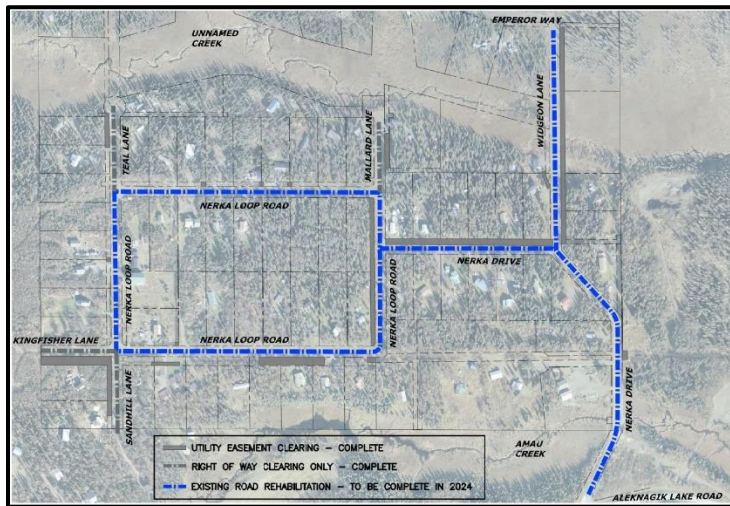 EMPEROR WAY
UNNAMED
CREEK
WIDGEON LANE
TEAL LANE
MALLARD LANE
NERKA LOOP ROAD
NERKA LOOP ROAD
NERKA DRIVE
NERKA LOOP ROAD
KINGFISHER LANE
NERKA LOOP ROAD
SANDHILL LANE
NERKA DRIVE
AMAU
CREEK
UTILITY EASEMENT CLEARING – COMPLETE
RIGHT OF WAY CLEARING ONLY – COMPLETE
EXISTING ROAD REHABILITATION – TO BE COMPLETE IN 2024
ALEKNAGIK LAKE ROAD